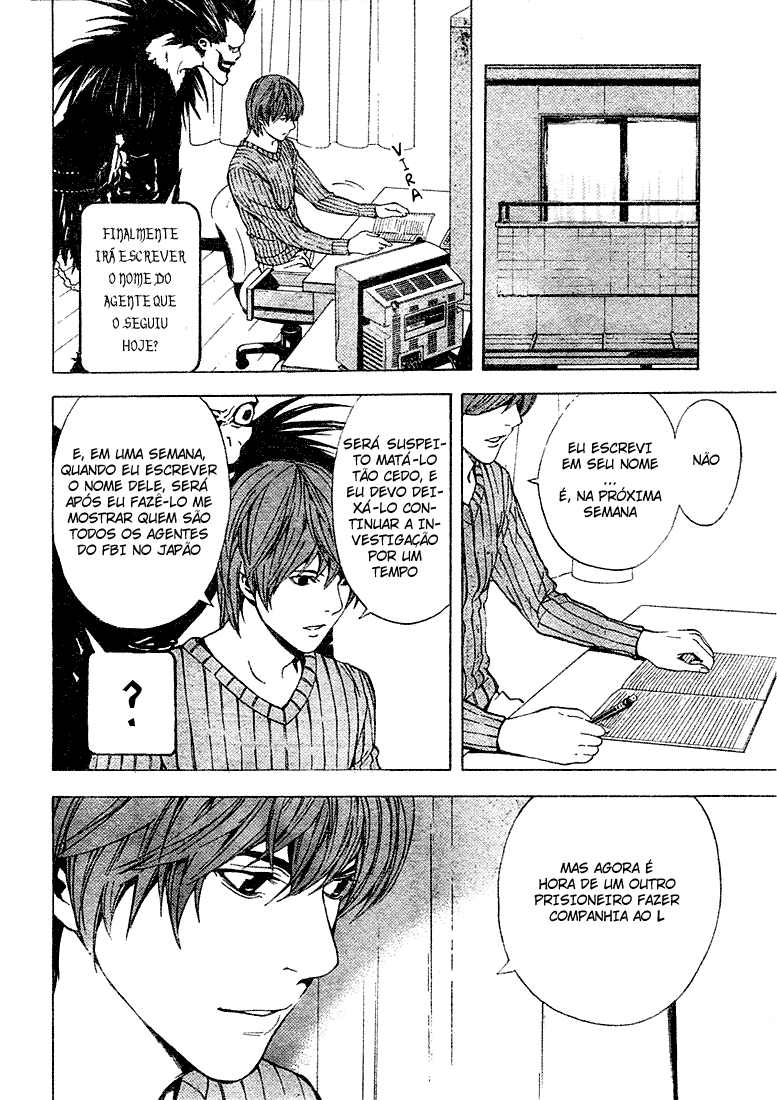 VIRA
FINALMENTE
IRÁ ESCREVER
O NOME DO
AGENTE QUE
O SEGUIU
HOJE?
NÃO
EU ESCREVI
EM SEU NOME
...
É, NA PRÓXIMA
SEMANA
SERÁ SUSPEI-
TO MATÁ-LO
TÃO CEDO, E
EU DEVO DEI-
XÁ-LO CON-
TINUAR A IN-
VESTIGAÇÃO
POR UM
TEMPO
E, EM UMA SEMANA,
QUANDO EU ESCREVER
O NOME DELE, SERÁ
APÓS EU FAZÊ-LO ME
MOSTRAR QUEM SÃO
TODOS OS AGENTES
DO FBI NO JAPÃO
?
MAS AGORA É
HORA DE UM OUTRO
PRISIONEIRO FAZER
COMPANHIA AO L